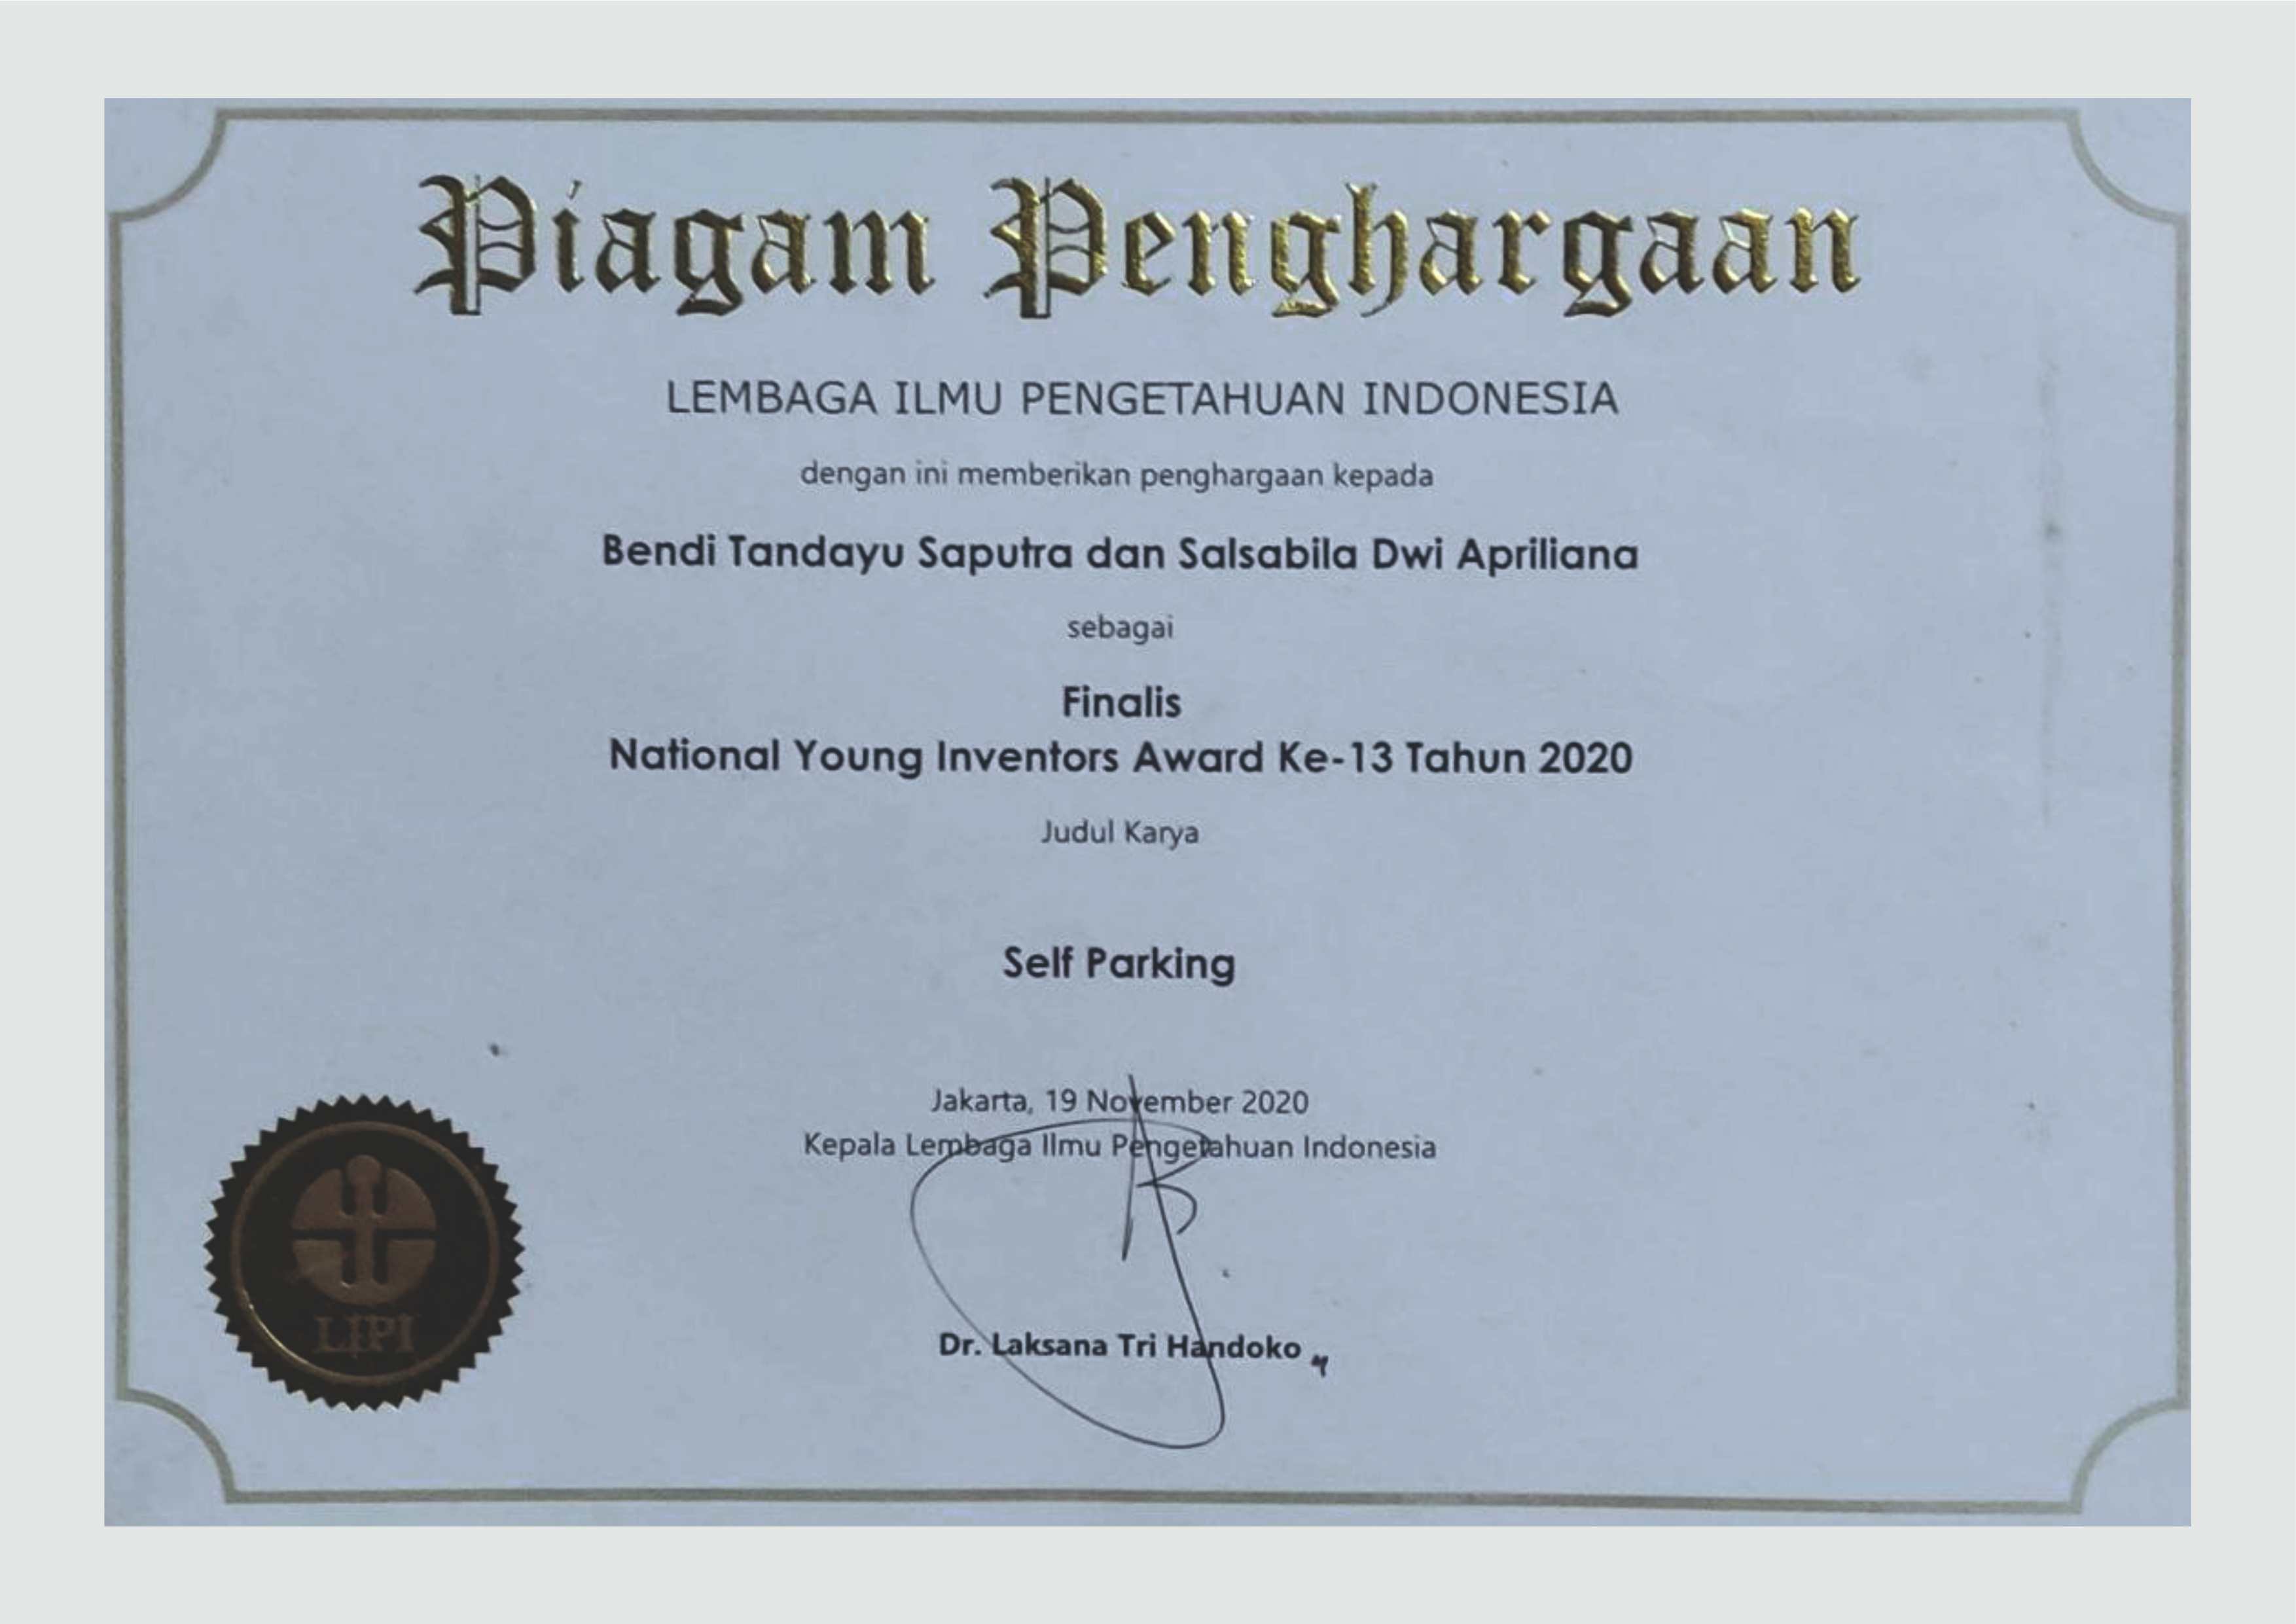 Piagam Penghargaan
LEMBAGA ILMU PENGETAHUAN INDONESIA
dengan ini memberikan penghargaan kepada
Bendi Tandayu Saputra dan Salsabila Dwi Apriliana
sebagai
Finalis
National Young Inventors Award Ke-13 Tahun 2020
Judul Karya
Self Parking
Jakarta, 19 November 2020
Kepala Lembaga Ilmu Pengetahuan Indonesia
Dr. Laksana Tri Handoko
LIPI